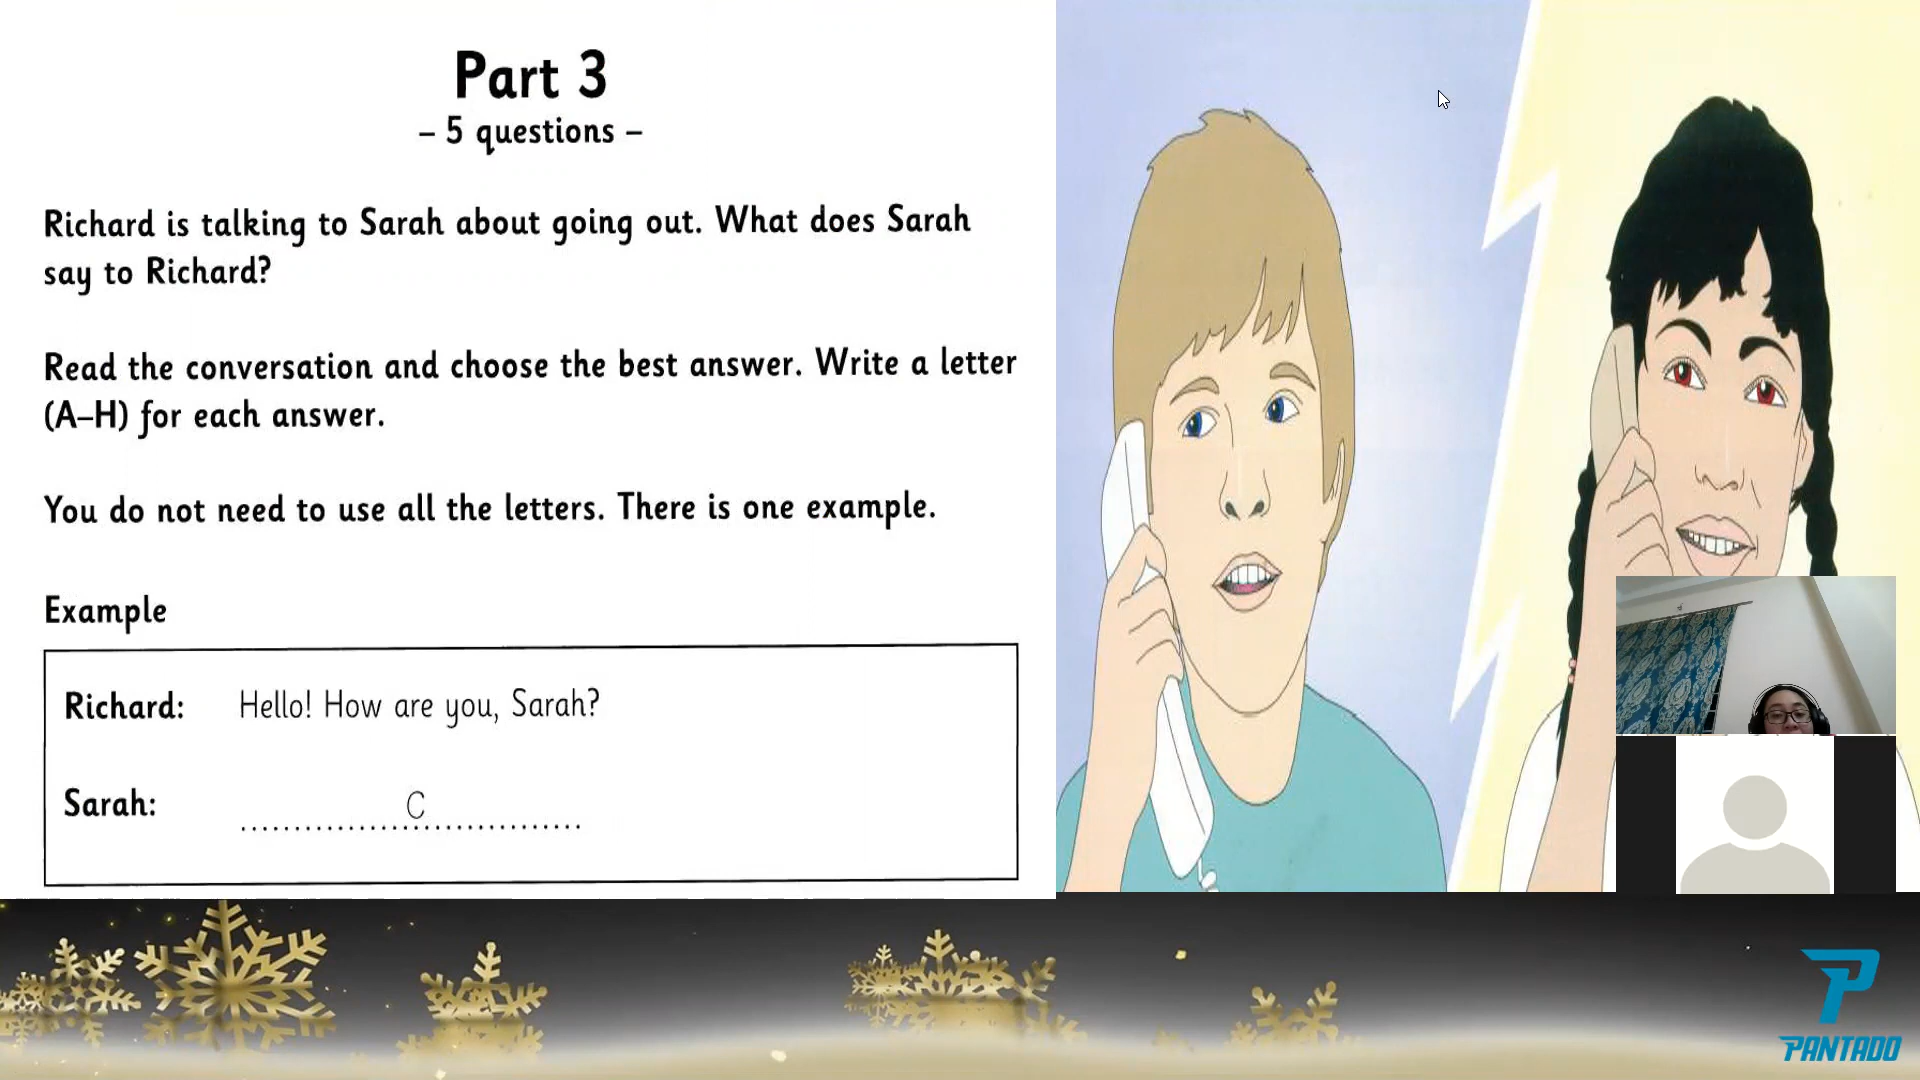 Part 3
– 5 questions –
Richard is talking to Sarah about going out. What does Sarah
say to Richard?
Read the conversation and choose the best answer. Write a letter
(A–H) for each answer.
You do not need to use all the letters. There is one example.
Example
Richard: Hello! How are you, Sarah?
Sarah: ................C................
PANTADO